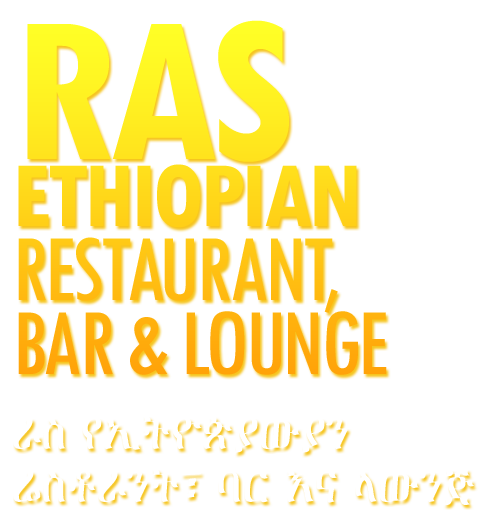 RAS
ETHIOPIAN
RESTAURANT,
BAR & LOUNGE
ራስ የኢትዮጵያውያን
ሬስቶራንት፣ ባር እና ላውንጅ